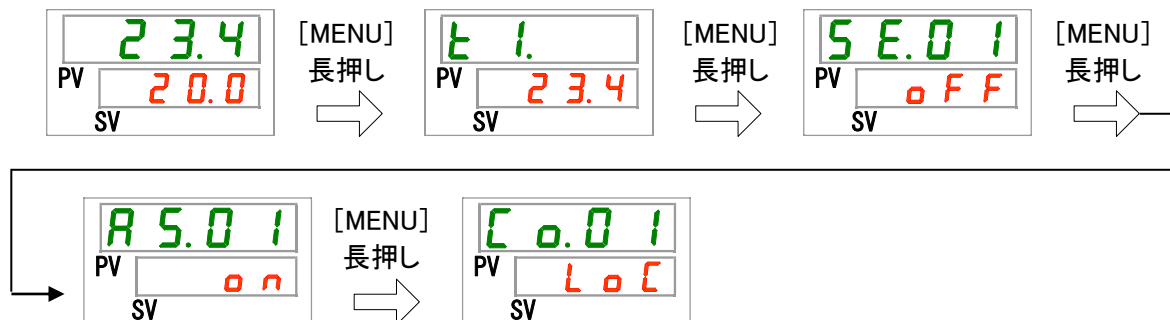 23.4
PV
20.0
SV
[MENU]
長押し
t1.
PV
23.4
SV
[MENU]
長押し
SE.01
PV
oFF
SV
[MENU]
長押し
AS.01
PV
on
SV
[MENU]
長押し
Co.01
PV
LoC
SV